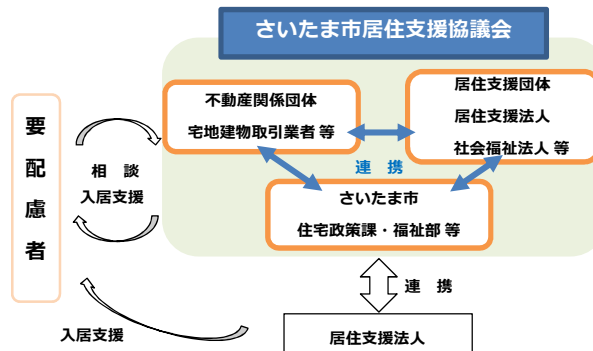 さいたま市居住支援協議会
不動産関係団体
宅地建物取引業者 等
居住支援団体
居住支援法人
社会福祉法人 等
要配慮者
相 談
入居支援
連 携
さいたま市
住宅政策課・福祉部 等
連 携
入居支援
居住支援法人